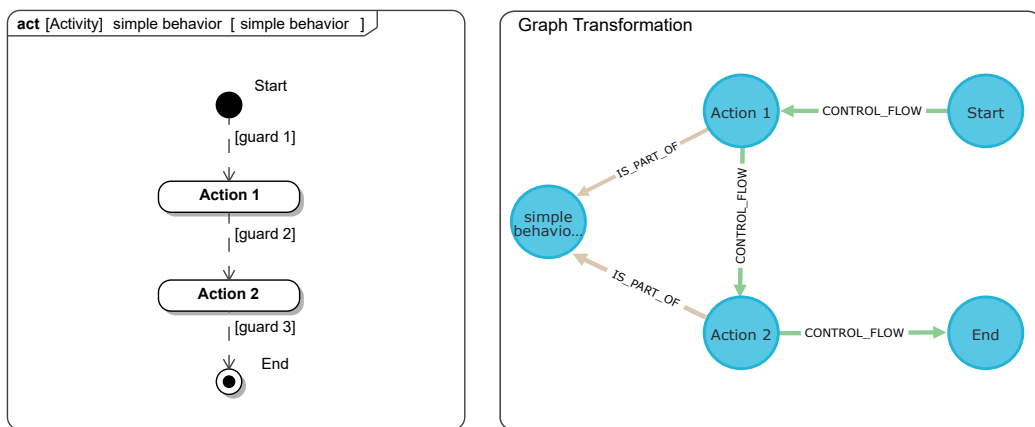 act [Activity] simple behavior [ simple behavior ]
Start
[guard 1]
Action 1
[guard 2]
Action 2
[guard 3]
End
Graph Transformation
Action 1
CONTROL_FLOW
Start
IS_PART_OF
CONTROL_FLOW
simple
behavio...
IS_PART_OF
Action 2
CONTROL_FLOW
End